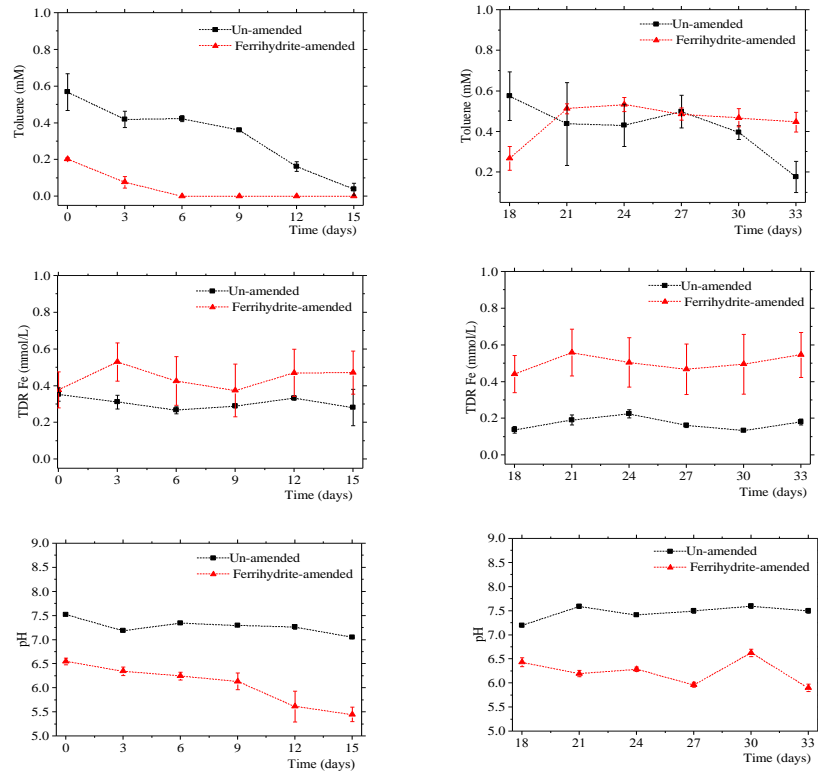 1.0
0.8
0.6
0.4
0.2
0.0
Toluene (mM)
Un-amended
Ferrihydrite-amended
0 3 6 9 12 15
Time (days)
1.0
0.8
0.6
0.4
0.2
Toluene (mM)
Un-amended
Ferrihydrite-amended
18 21 24 27 30 33
Time (days)
1.0
0.8
0.6
0.4
0.2
0.0
TDR Fe (mmol/L)
Un-amended
Ferrihydrite-amended
0 3 6 9 12 15
Time (days)
1.0
0.8
0.6
0.4
0.2
0.0
TDR Fe (mmol/L)
Un-amended
Ferrihydrite-amended
18 21 24 27 30 33
Time (days)
9.0
8.5
8.0
7.5
7.0
6.5
6.0
5.5
5.0
pH
Un-amended
Ferrihydrite-amended
0 3 6 9 12 15
Time (days)
9.0
8.5
8.0
7.5
7.0
6.5
6.0
5.5
5.0
pH
Un-amended
Ferrihydrite-amended
18 21 24 27 30 33
Time (days)